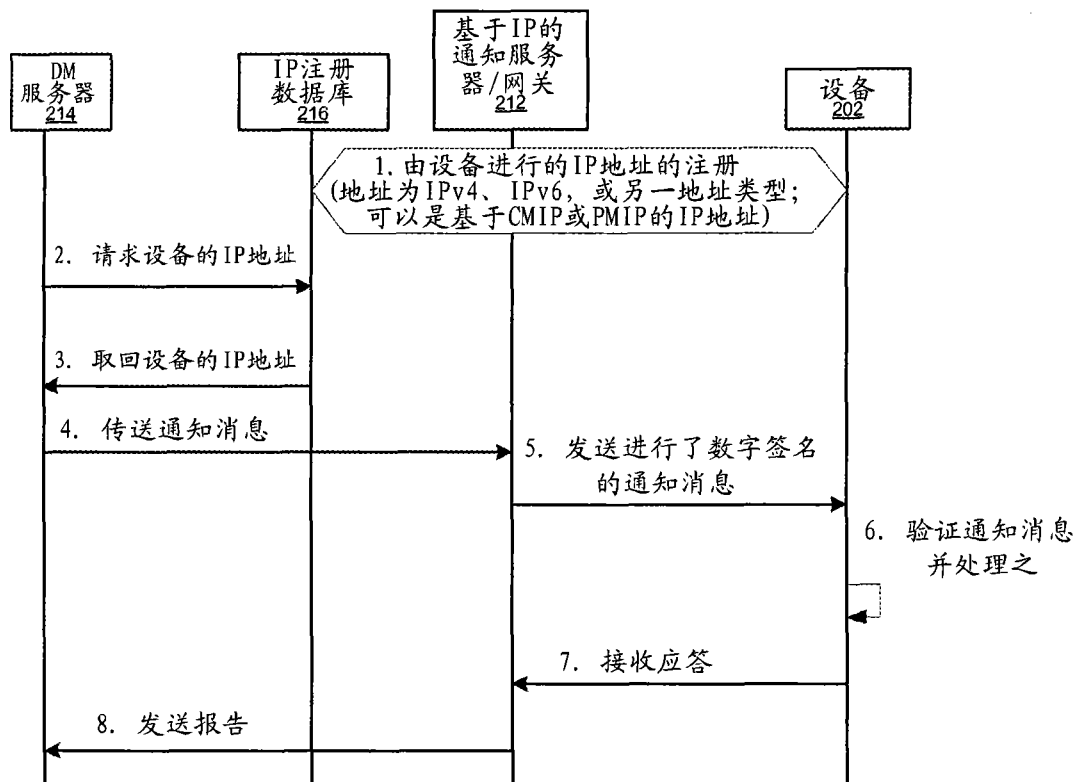 DM
服务器
214
IP注册
数据库
216
基于IP的
通知服务
器/网关
212
设备
202
1.由设备进行的IP地址的注册
(地址为IPv4、IPv6，或另一地址类型；
可以是基于CMIP或PMIP的IP地址)
2. 请求设备的IP地址
3. 取回设备的IP地址
4. 传送通知消息
5. 发送进行了数字签名
的通知消息
6. 验证通知消息
并处理之
7. 接收应答
8. 发送报告